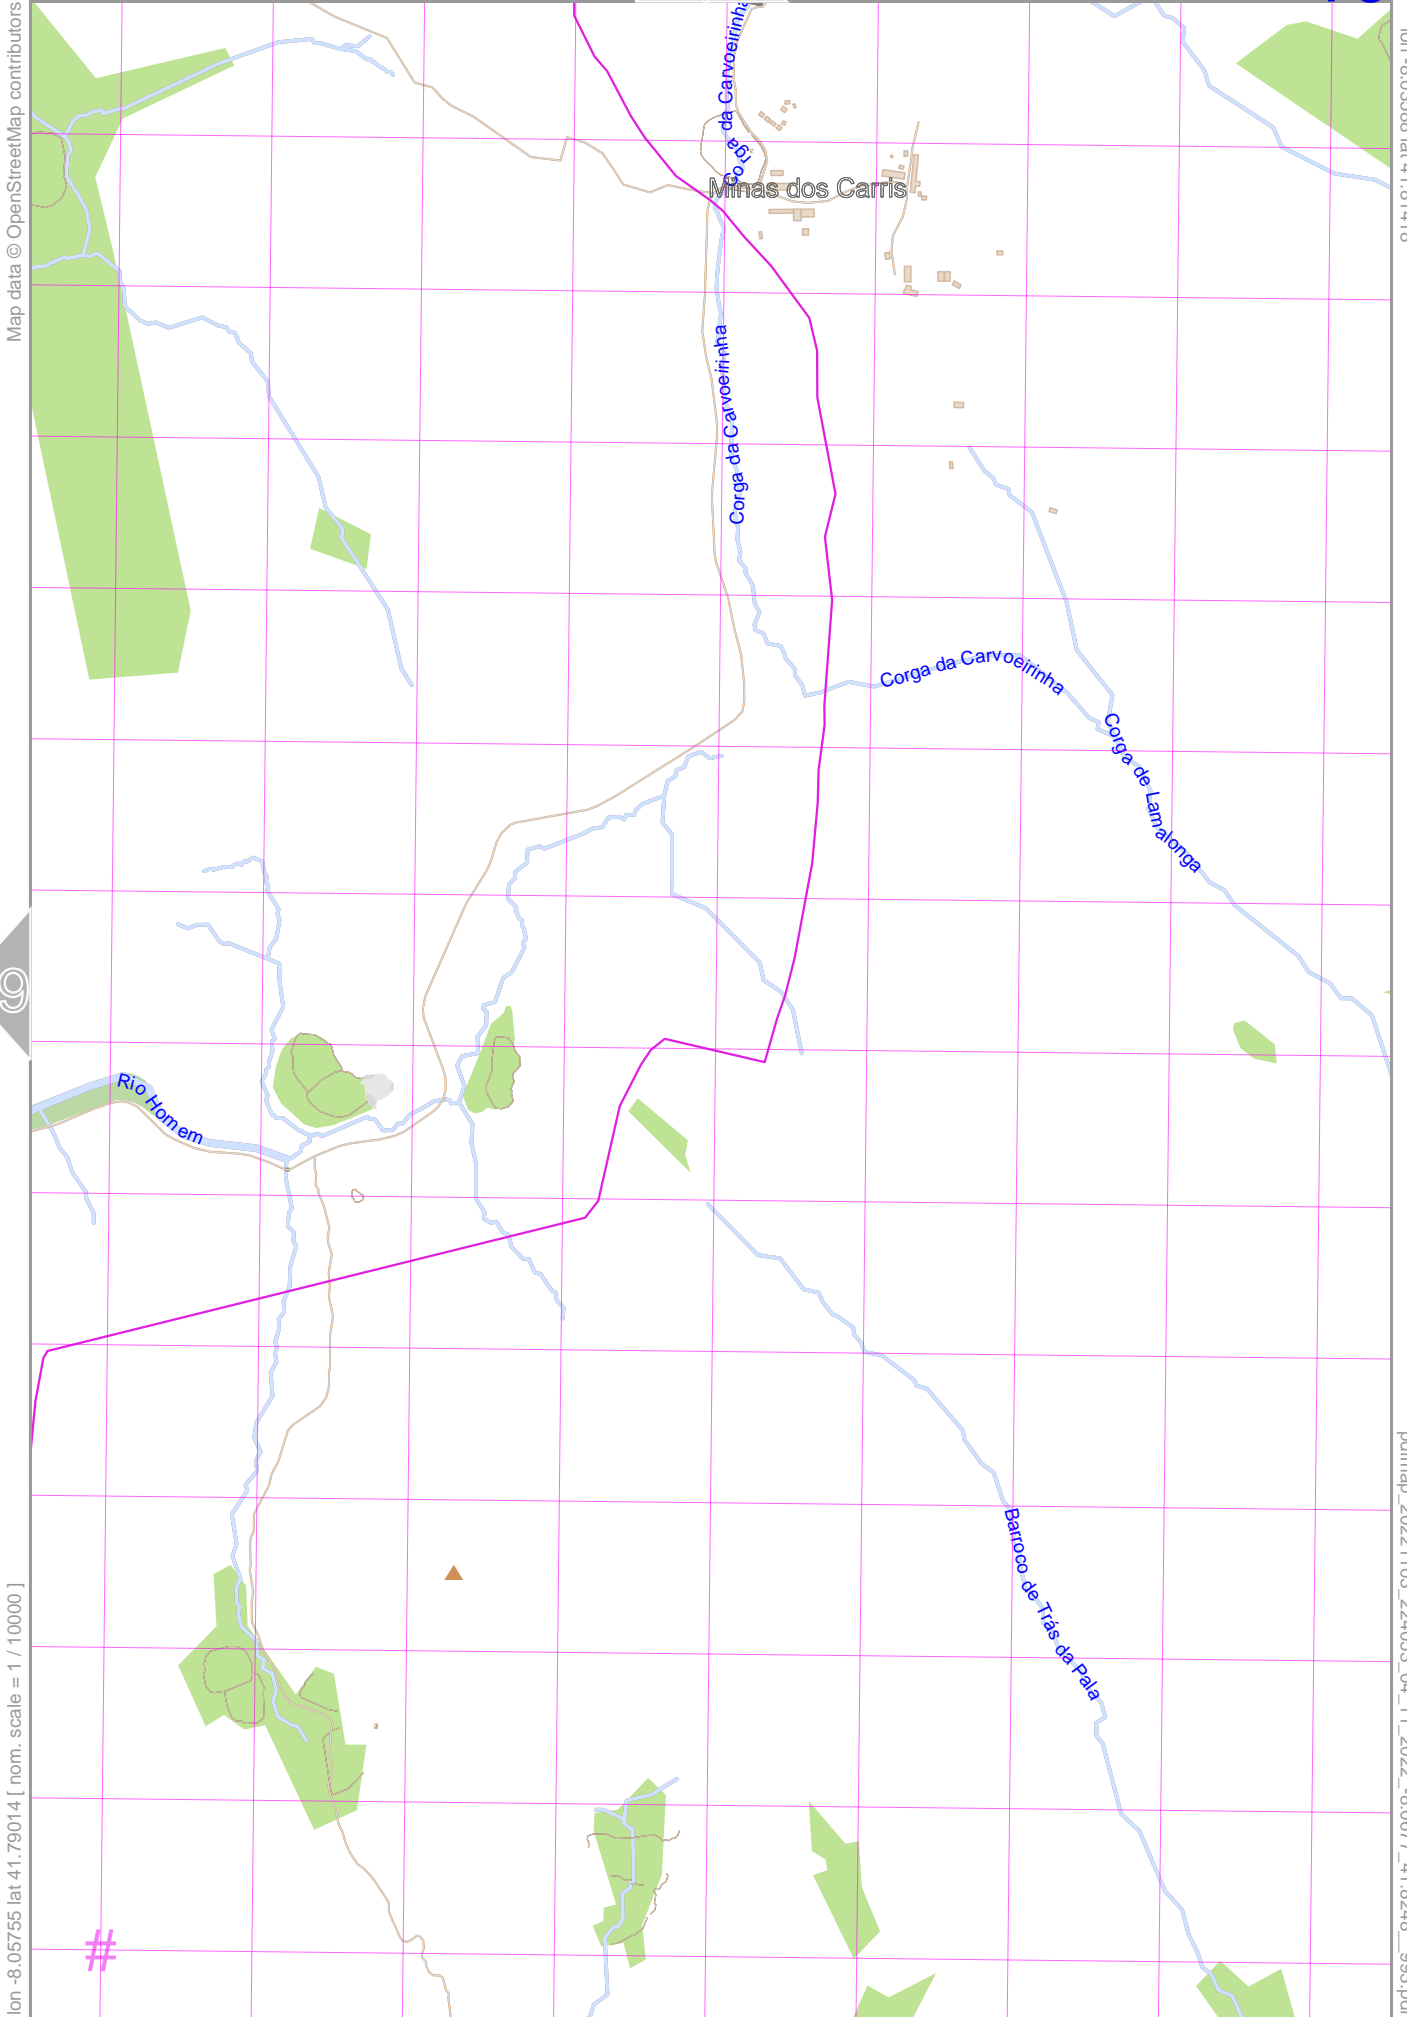 Map data © OpenStreetMap contributors
da Carvoeirinha
Minas dos Carris
Corga da Carvoeirinha
Corga da Carvoeirinha
Corga de Lamalonga
9
Rio Homem
Barroco de Trás da Pala
lon -8.05755 lat 41.79014 [ nom. scale = 1 / 10000 ]
#